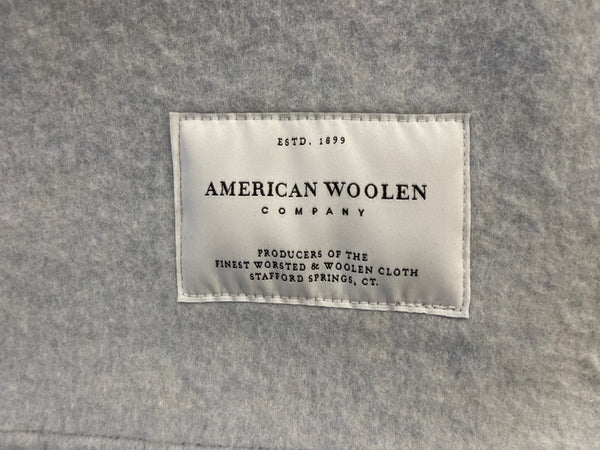 ESTD. 1899
AMERICAN WOOLEN
COMPANY
PRODUCERS OF THE
FINEST WORSTED & WOOLEN CLOTH
STAFFORD SPRINGS, CT.